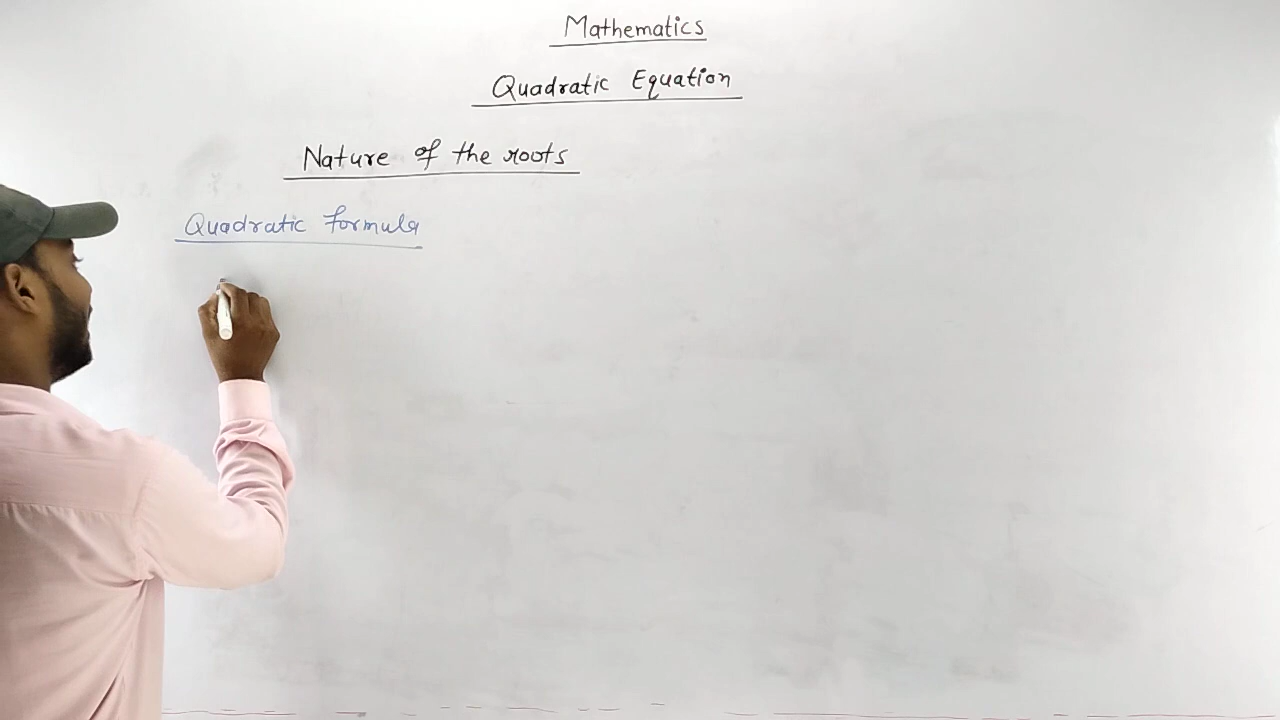 Mathematics
Quadratic Equation
Nature of the roots
Quadratic formula